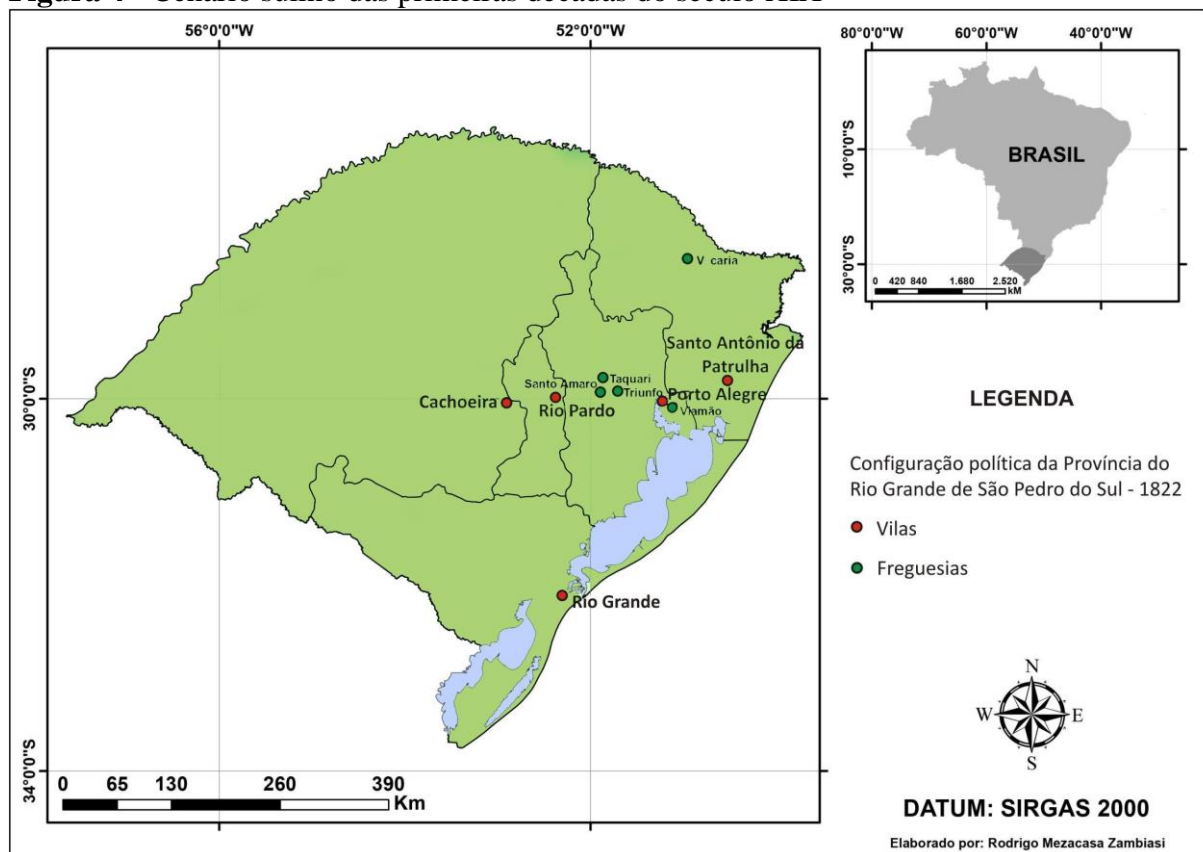 56°0'0"W
52°0'0"W
30°0'0"S
34°0'0"S
V caria
Santo Antônio da
Patrulha
Santo Amaro
Taquari
Triunfo
Porto Alegre
Viamão
Cachoeira
Rio Pardo
Rio Grande
0 65 130 260 390
Km
80°0'0"W 60°0'0"W 40°0'0"W
10°0'0"S
30°0'0"S
BRASIL
0 420 840 1.680 2.520
kM
LEGENDA
Configuração política da Província do
Rio Grande de São Pedro do Sul - 1822
Vilas
Freguesias
N
W E
S
DATUM: SIRGAS 2000
Elaborado por: Rodrigo Mezacasa Zambiasi